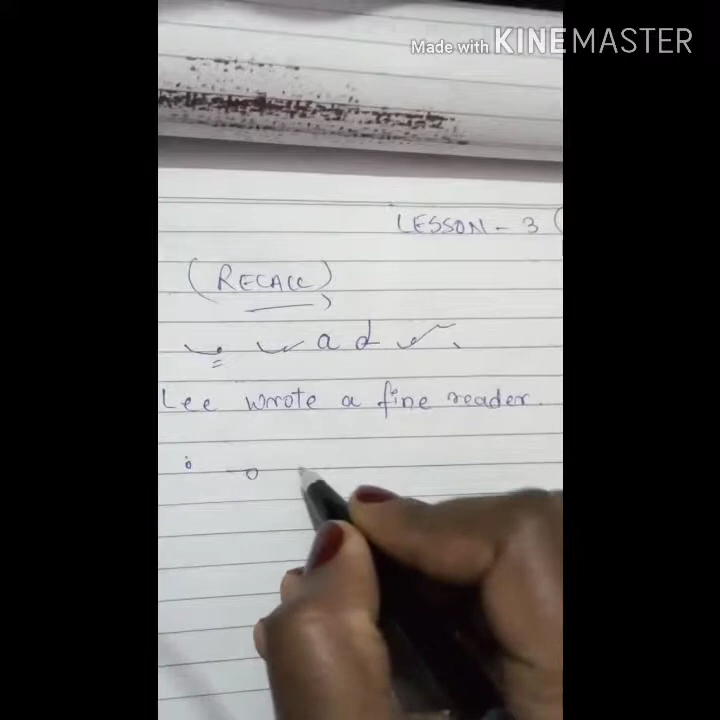 Made with KINEMASTER
LESSON - 3 (
(RECALL)
a d
Lee wrote a fine reader.